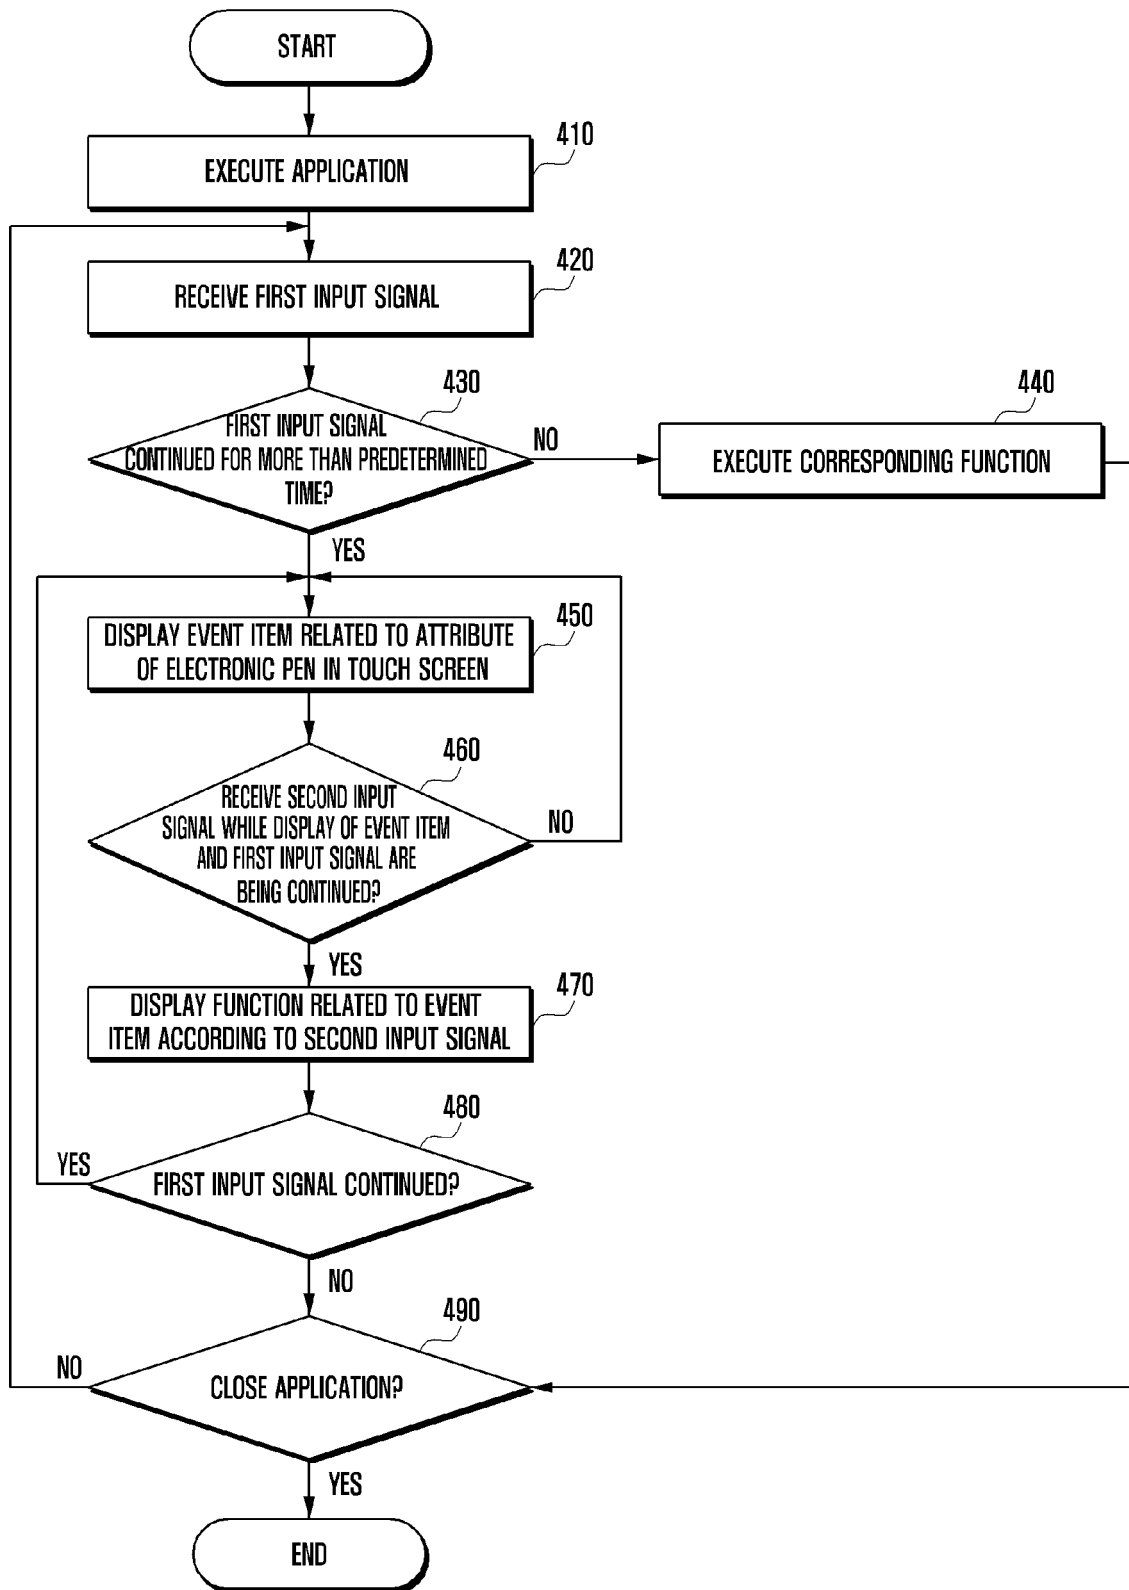 START
410
EXECUTE APPLICATION
420
RECEIVE FIRST INPUT SIGNAL
430
FIRST INPUT SIGNAL
CONTINUED FOR MORE THAN PREDETERMINED
TIME?
NO
440
EXECUTE CORRESPONDING FUNCTION
YES
450
DISPLAY EVENT ITEM RELATED TO ATTRIBUTE
OF ELECTRONIC PEN IN TOUCH SCREEN
460
RECEIVE SECOND INPUT
SIGNAL WHILE DISPLAY OF EVENT ITEM
AND FIRST INPUT SIGNAL ARE
BEING CONTINUED?
NO
YES
470
DISPLAY FUNCTION RELATED TO EVENT
ITEM ACCORDING TO SECOND INPUT SIGNAL
480
YES
FIRST INPUT SIGNAL CONTINUED?
NO
490
NO
CLOSE APPLICATION?
YES
END